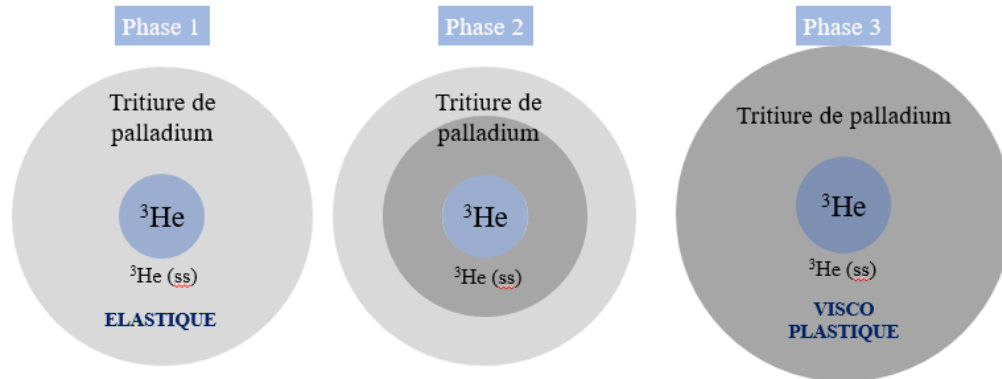 Phase 1
Tritiure de
palladium
³He
³He (ss)
ELASTIQUE
Phase 2
Tritiure de
palladium
³He
³He (ss)
Phase 3
Tritiure de palladium
³He
³He (ss)
VISCO
PLASTIQUE